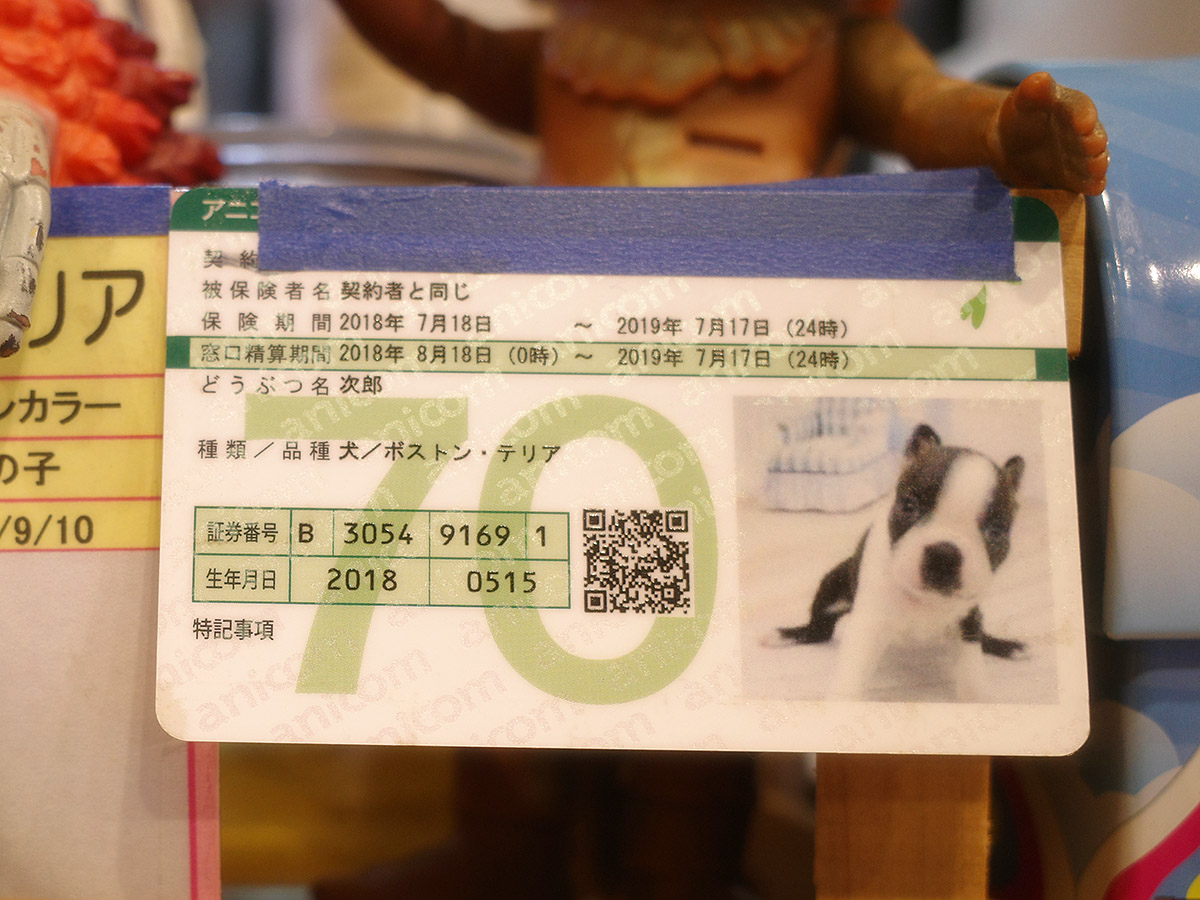 アニコ
契約
被保険者名 契約者と同じ
保険期間 2018年 7月18日 ～ 2019年 7月17日 (24時)
窓口精算期間 2018年 8月18日 (0時) ～ 2019年 7月17日 (24時)
どうぶつ名 次郎
種類／品種 犬／ボストン・テリア
70
証券番号 B 3054 9169 1
生年月日 2018 0515
特記事項
anicom
リア
ンカラー
の子
/9/10